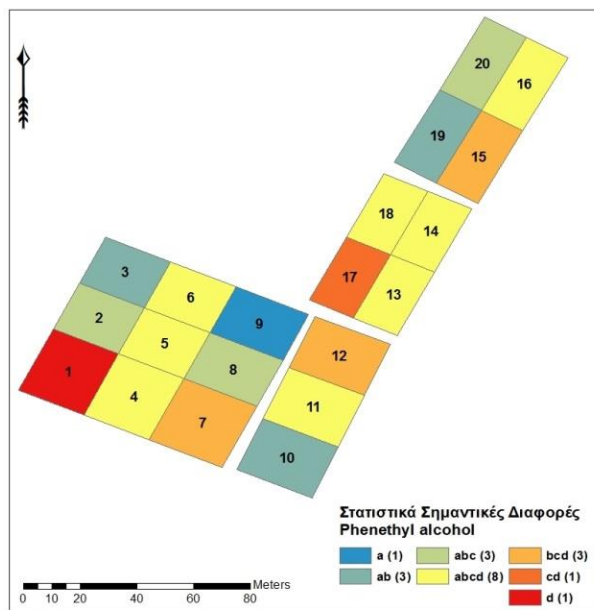 20
16
19
15
18
14
17
13
3
6
9
2
5
8
12
1
4
7
11
10
Στατιστικά Σημαντικές Διαφορές
Phenethyl alcohol
a (1) abc (3) bcd (3)
ab (3) abcd (8) cd (1)
d (1)
Meters
0 20 40 60 80